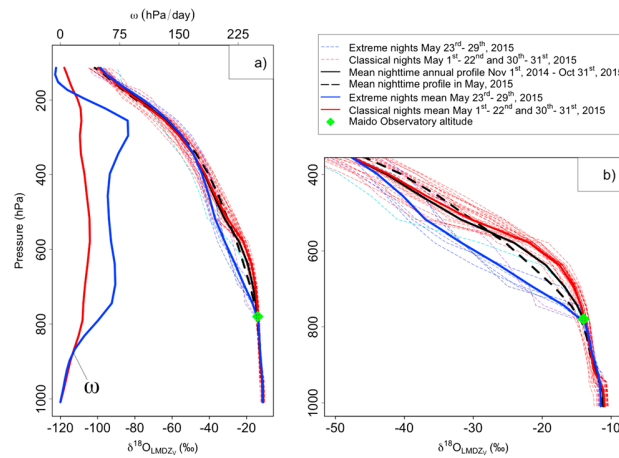 ω (hPa/day)
0 50 100 150 200
a)
Extreme nights May 23rd- 29th, 2015
Classical nights May 1st- 22nd and 30th- 31st, 2015
Mean nighttime annual profile Nov 1st, 2014 - Oct 31st, 2015
Mean nighttime profile in May, 2015
Extreme nights mean May 23rd- 29th, 2015
Classical nights mean May 1st- 22nd and 30th- 31st, 2015
Maido Observatory altitude
Pressure (hPa)
200
400
600
800
1000
ω
-120 -100 -80 -60 -40 -20
δ18OLMDZv (‰)
b)
400
600
800
1000
-50 -40 -30 -20 -10
δ18OLMDZv (‰)